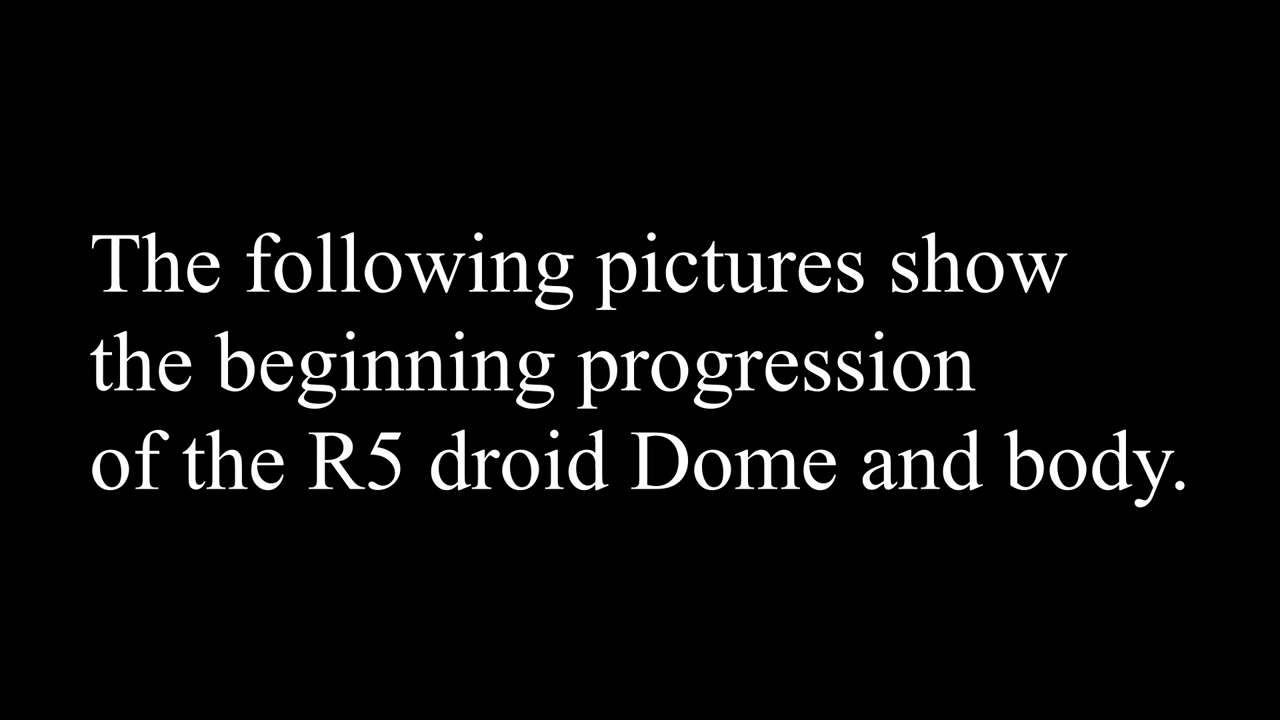 The following pictures show
the beginning progression
of the R5 droid Dome and body.